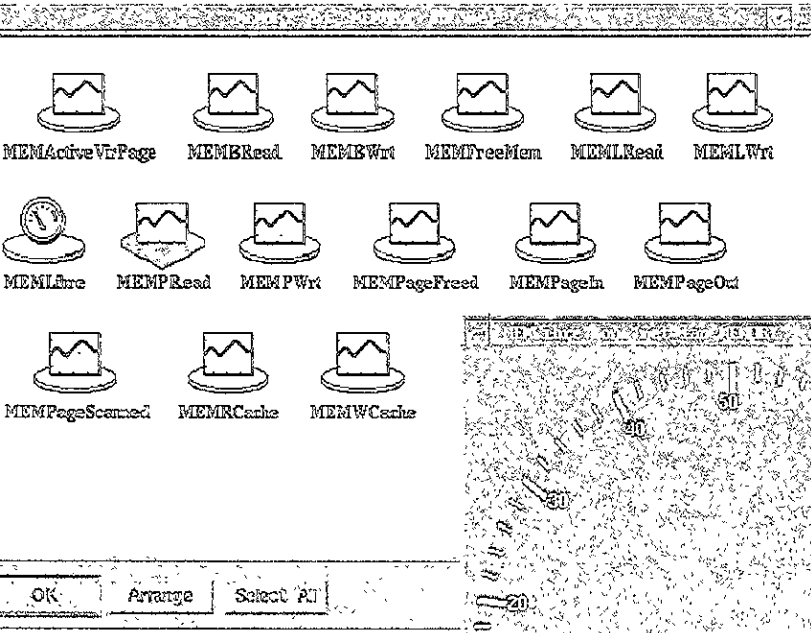 MEMActiveVirPage MEMBRead MEMBWrt MEMFreeMem MEMLRead MEMLWrt
MEMLibre MEMPRead MEMPWrt MEMPageFreed MEMPageIn MEMPageOut
MEMPageScanned MEMRCache MEMWCache
50
40
30
20
OK Arrange Select All